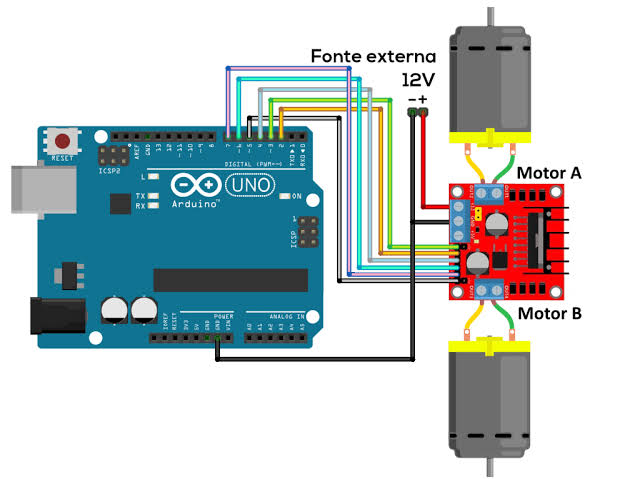 Fonte externa
12V
- +
RESET
ICSP2
AREF
GND
13
12
~11
~10
~9
8
7
~6
~5
4
~3
2
TXD ▶ 1
RXD ◀ 0
DIGITAL (PWM~~)
L
TX
RX
UNO
Arduino™
ON
1
ICSP
Motor A
POWER
ANALOG IN
IOREF
RESET
3V3
5V
GND
GND
VIN
A0
A1
A2
A3
A4
A5
Motor B